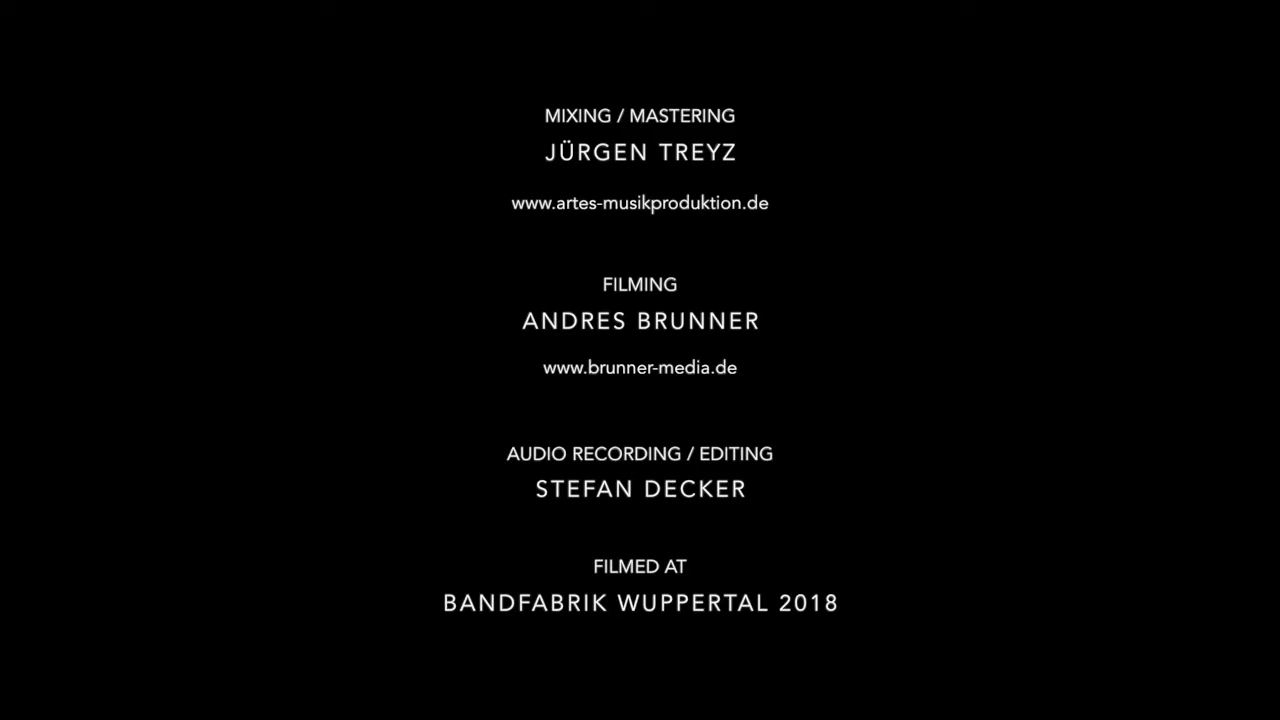 MIXING / MASTERING
JÜRGEN TREYZ
www.artes-musikproduktion.de
FILMING
ANDRES BRUNNER
www.brunner-media.de
AUDIO RECORDING / EDITING
STEFAN DECKER
FILMED AT
BANDFABRIK WUPPERTAL 2018